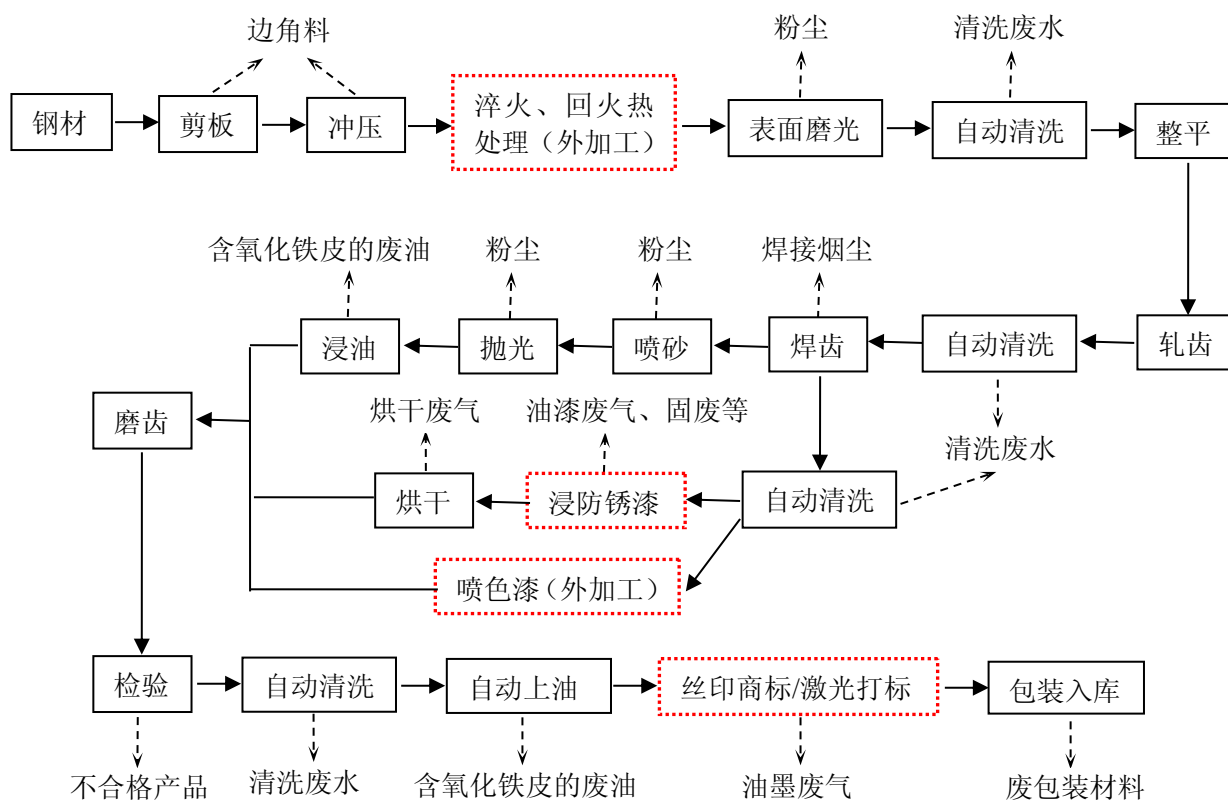 边角料
粉尘
清洗废水
钢材
剪板
冲压
淬火、回火热
处理（外加工）
表面磨光
自动清洗
整平
含氧化铁皮的废油
粉尘
粉尘
焊接烟尘
浸油
抛光
喷砂
焊齿
自动清洗
轧齿
磨齿
烘干废气
油漆废气、固废等
清洗废水
烘干
浸防锈漆
自动清洗
喷色漆（外加工）
检验
自动清洗
自动上油
丝印商标/激光打标
包装入库
不合格产品
清洗废水
含氧化铁皮的废油
油墨废气
废包装材料